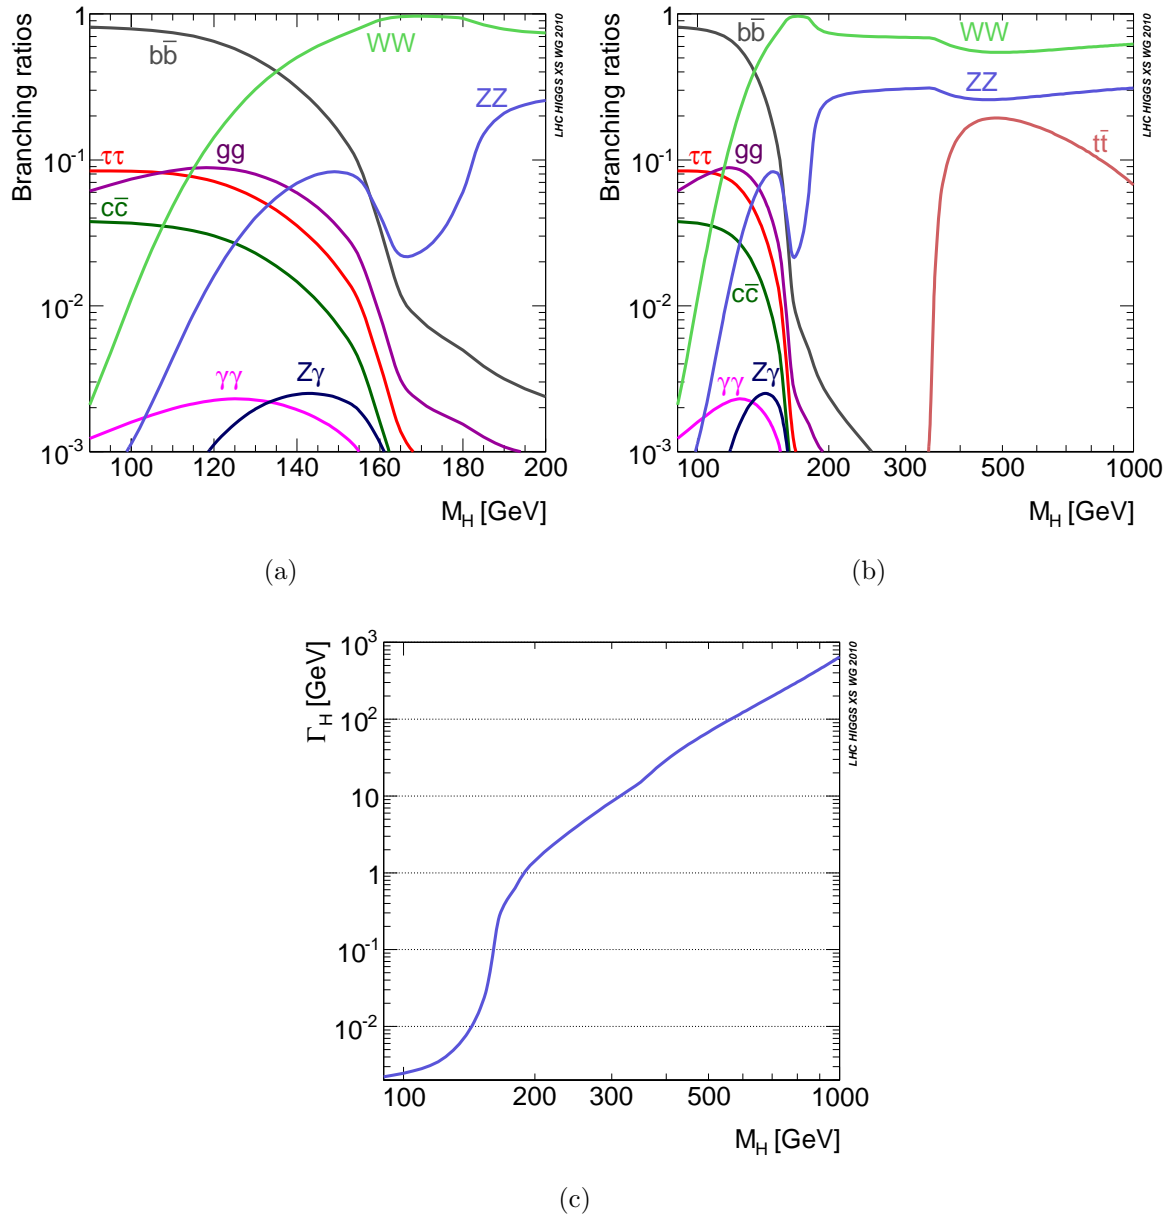 Branching ratios
1
10^-1
10^-2
10^-3
bb̄
WW
ZZ
ττ
gg
cc̄
γγ
Zγ
LHC HIGGS XS WG 2010
100 120 140 160 180 200
M_H [GeV]
(a)
Branching ratios
1
10^-1
10^-2
10^-3
bb̄
WW
ZZ
ττ
gg
tt̄
cc̄
γγ
Zγ
LHC HIGGS XS WG 2010
100 200 300 500 1000
M_H [GeV]
(b)
Γ_H [GeV]
10^3
10^2
10
1
10^-1
10^-2
LHC HIGGS XS WG 2010
100 200 300 500 1000
M_H [GeV]
(c)